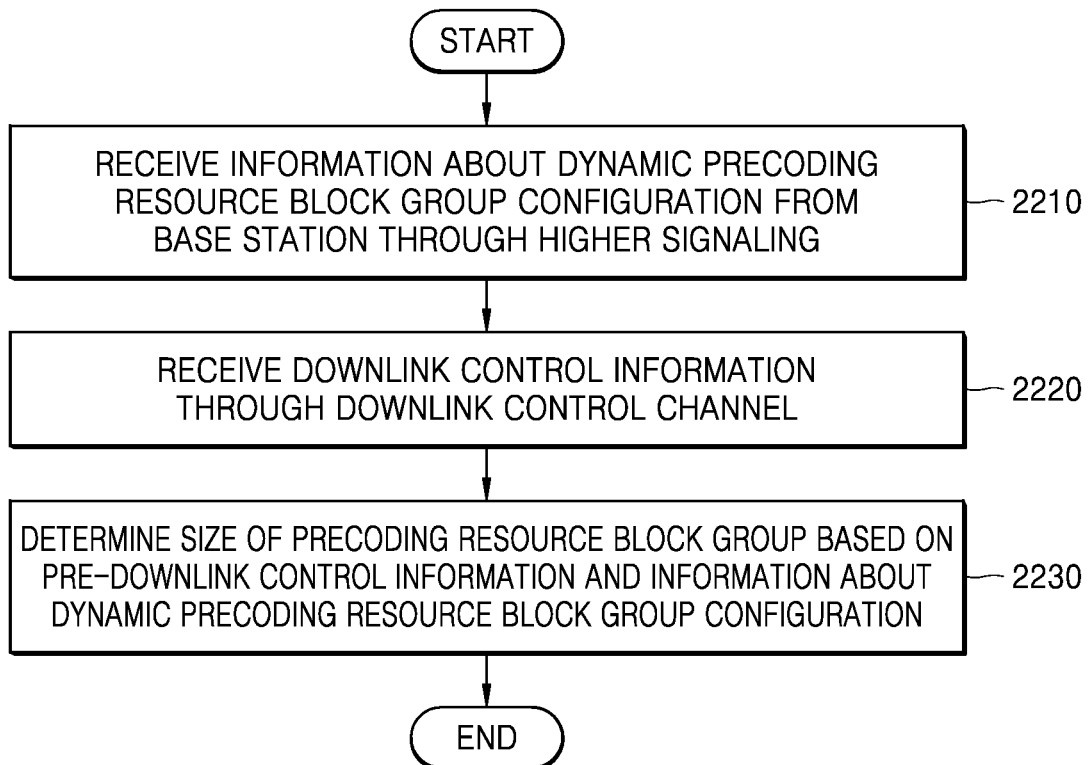 START
RECEIVE INFORMATION ABOUT DYNAMIC PRECODING
RESOURCE BLOCK GROUP CONFIGURATION FROM
BASE STATION THROUGH HIGHER SIGNALING
2210
RECEIVE DOWNLINK CONTROL INFORMATION
THROUGH DOWNLINK CONTROL CHANNEL
2220
DETERMINE SIZE OF PRECODING RESOURCE BLOCK GROUP BASED ON
PRE-DOWNLINK CONTROL INFORMATION AND INFORMATION ABOUT
DYNAMIC PRECODING RESOURCE BLOCK GROUP CONFIGURATION
2230
END